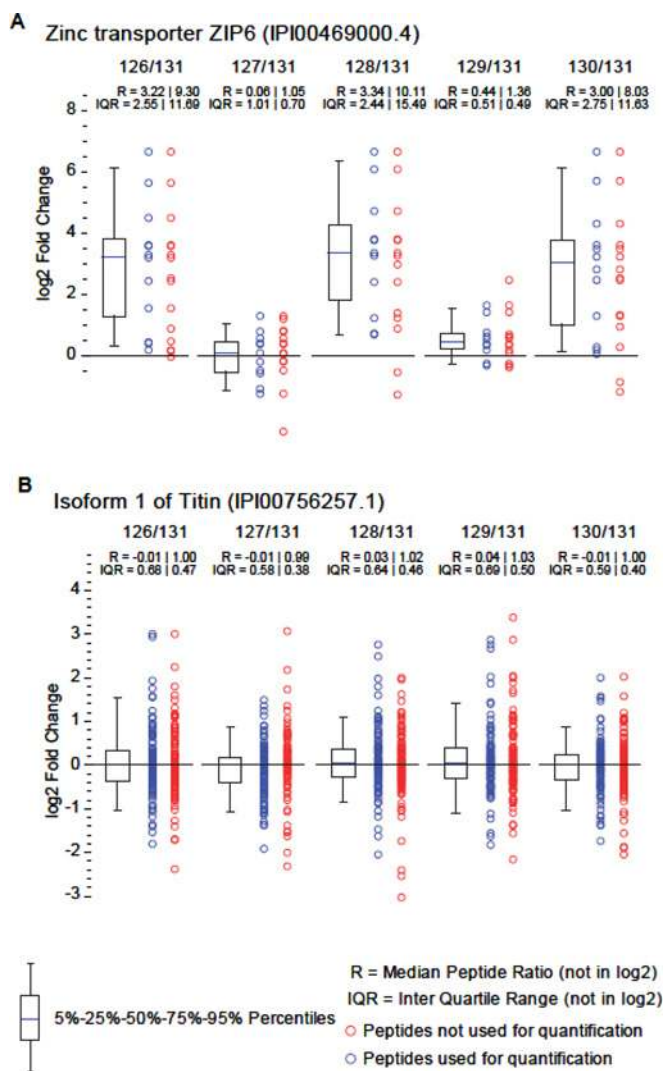 A
Zinc transporter ZIP6 (IPI00469000.4)
126/131 127/131 128/131 129/131 130/131
R = 3.22 | 9.30 R = 0.06 | 1.05 R = 3.34 | 10.11 R = 0.44 | 1.36 R = 3.00 | 8.03
IQR = 2.55 | 11.69 IQR = 1.01 | 0.70 IQR = 2.44 | 15.49 IQR = 0.51 | 0.49 IQR = 2.75 | 11.63
8
6
4
2
0
log2 Fold Change
B
Isoform 1 of Titin (IPI00756257.1)
126/131 127/131 128/131 129/131 130/131
R = -0.01 | 1.00 R = -0.01 | 0.99 R = 0.03 | 1.02 R = 0.04 | 1.03 R = -0.01 | 1.00
IQR = 0.68 | 0.47 IQR = 0.58 | 0.38 IQR = 0.64 | 0.46 IQR = 0.69 | 0.50 IQR = 0.59 | 0.40
4
3
2
1
0
-1
-2
-3
log2 Fold Change
5%-25%-50%-75%-95% Percentiles
R = Median Peptide Ratio (not in log2)
IQR = Inter Quartile Range (not in log2)
Peptides not used for quantification
Peptides used for quantification